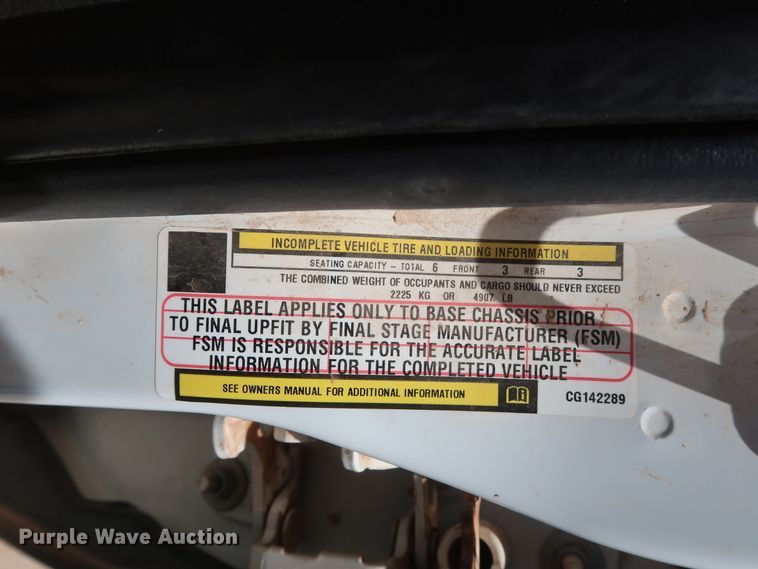 INCOMPLETE VEHICLE TIRE AND LOADING INFORMATION
SEATING CAPACITY - TOTAL 6 FRONT 3 REAR 3
THE COMBINED WEIGHT OF OCCUPANTS AND CARGO SHOULD NEVER EXCEED
2225 KG OR 4907 LB
THIS LABEL APPLIES ONLY TO BASE CHASSIS PRIOR
TO FINAL UPFIT BY FINAL STAGE MANUFACTURER (FSM)
FSM IS RESPONSIBLE FOR THE ACCURATE LABEL
INFORMATION FOR THE COMPLETED VEHICLE
SEE OWNERS MANUAL FOR ADDITIONAL INFORMATION
CG142289
Purple Wave Auction